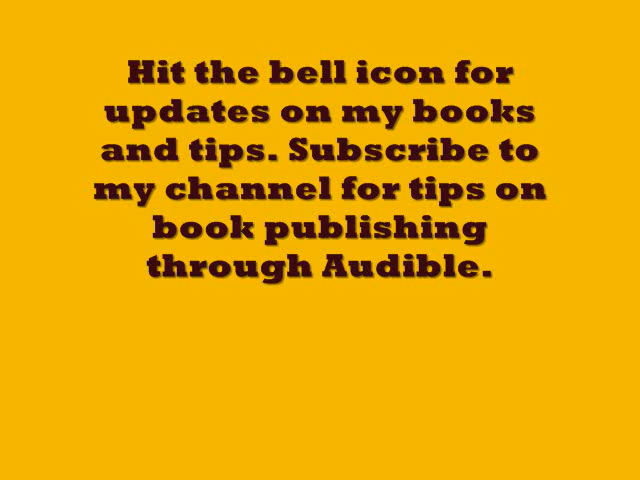 Hit the bell icon for
updates on my books
and tips. Subscribe to
my channel for tips on
book publishing
through Audible.